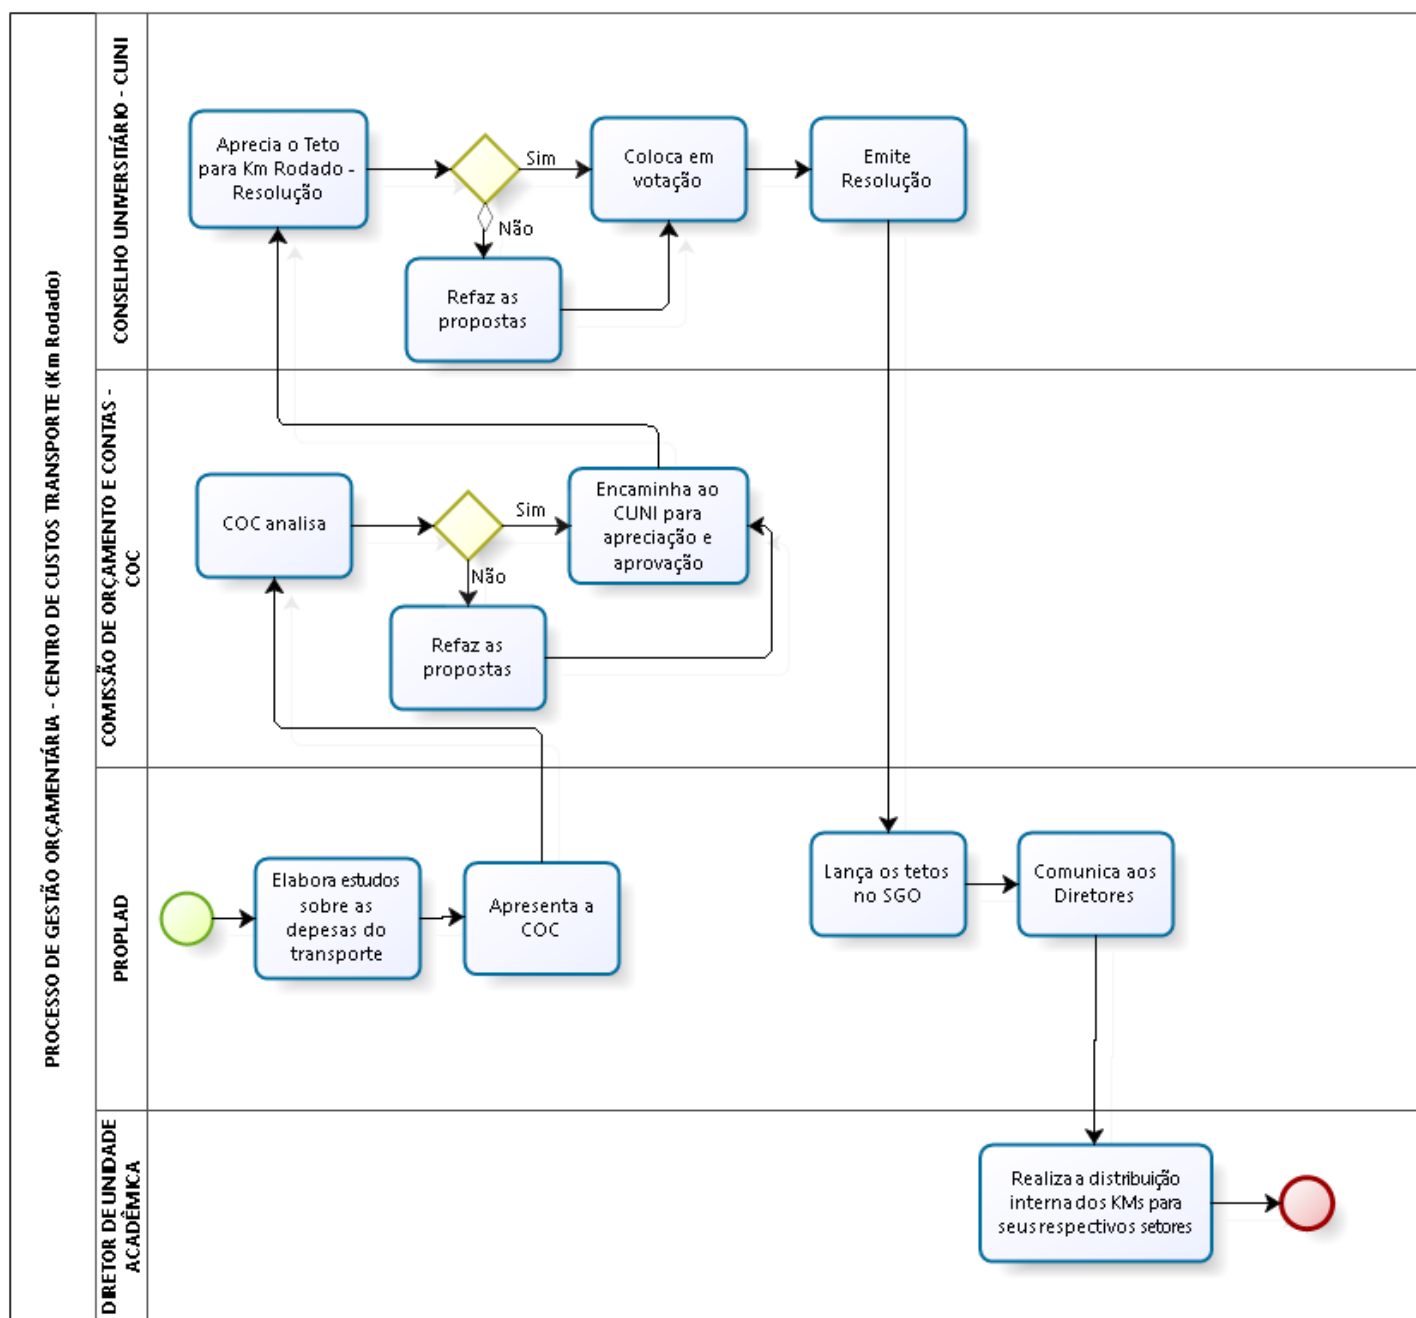 PROCESSO DE GESTÃO ORÇAMENTÁRIA - CENTRO DE CUSTOS TRANSPORTE (Km Rodado)
CONSELHO UNIVERSITÁRIO - CUNI
Aprecia o Teto
para Km Rodado -
Resolução
Sim
Não
Coloca em
votação
Emite
Resolução
Refaz as
propostas
COMISSÃO DE ORÇAMENTO E CONTAS -
COC
COC analisa
Sim
Não
Encaminha ao
CUNI para
apreciação e
aprovação
Refaz as
propostas
PROPLAD
Elabora estudos
sobre as
depesas do
transporte
Apresenta a
COC
Lança os tetos
no SGO
Comunica aos
Diretores
DIRETOR DE UNIDADE
ACADÊMICA
Realiza a distribuição
interna dos KMs para
seus respectivos setores